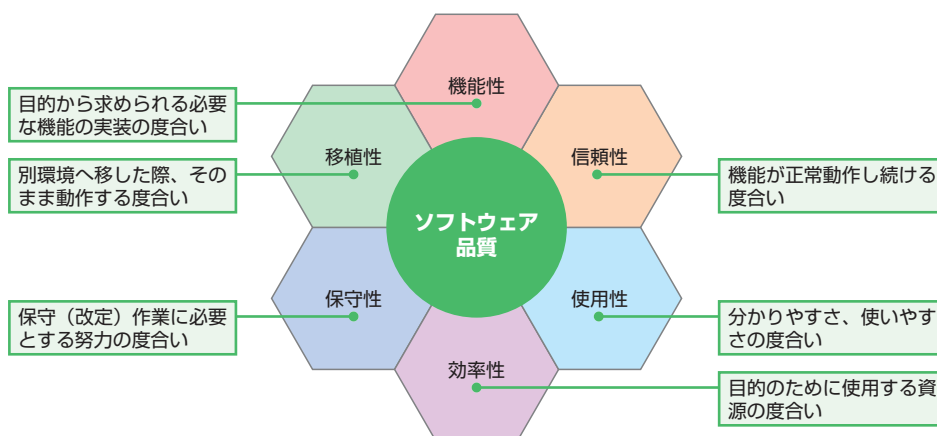 機能性
目的から求められる必要
な機能の実装の度合い
移植性
信頼性
別環境へ移した際、その
まま動作する度合い
機能が正常動作し続ける
度合い
ソフトウェア
品質
保守性
使用性
保守（改定）作業に必要
とする努力の度合い
分かりやすさ、使いやす
さの度合い
効率性
目的のために使用する資
源の度合い